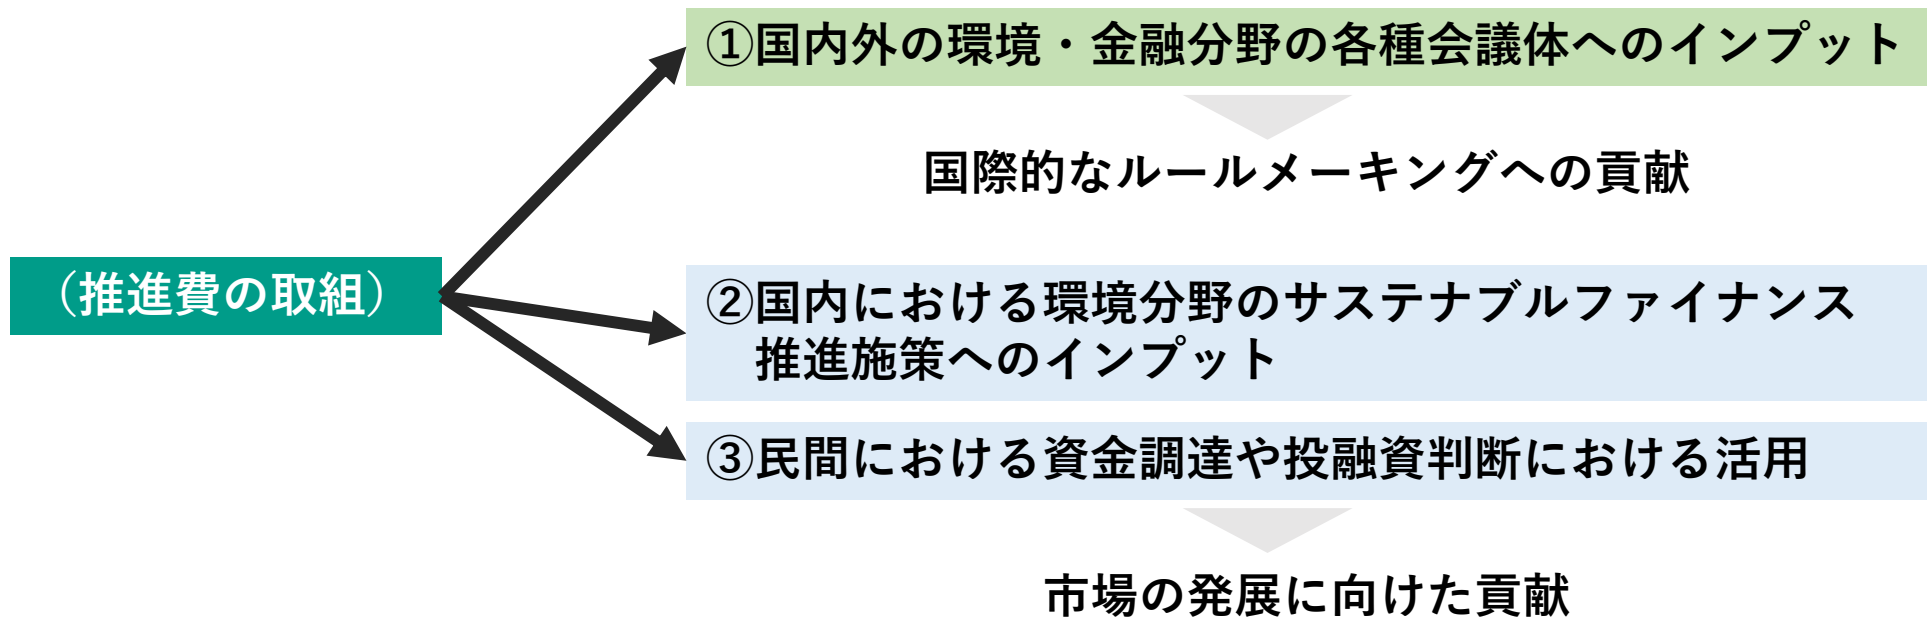 ①国内外の環境・金融分野の各種会議体へのインプット
国際的なルールメーキングへの貢献
（推進費の取組）
②国内における環境分野のサステナブルファイナンス
推進施策へのインプット
③民間における資金調達や投融資判断における活用
市場の発展に向けた貢献